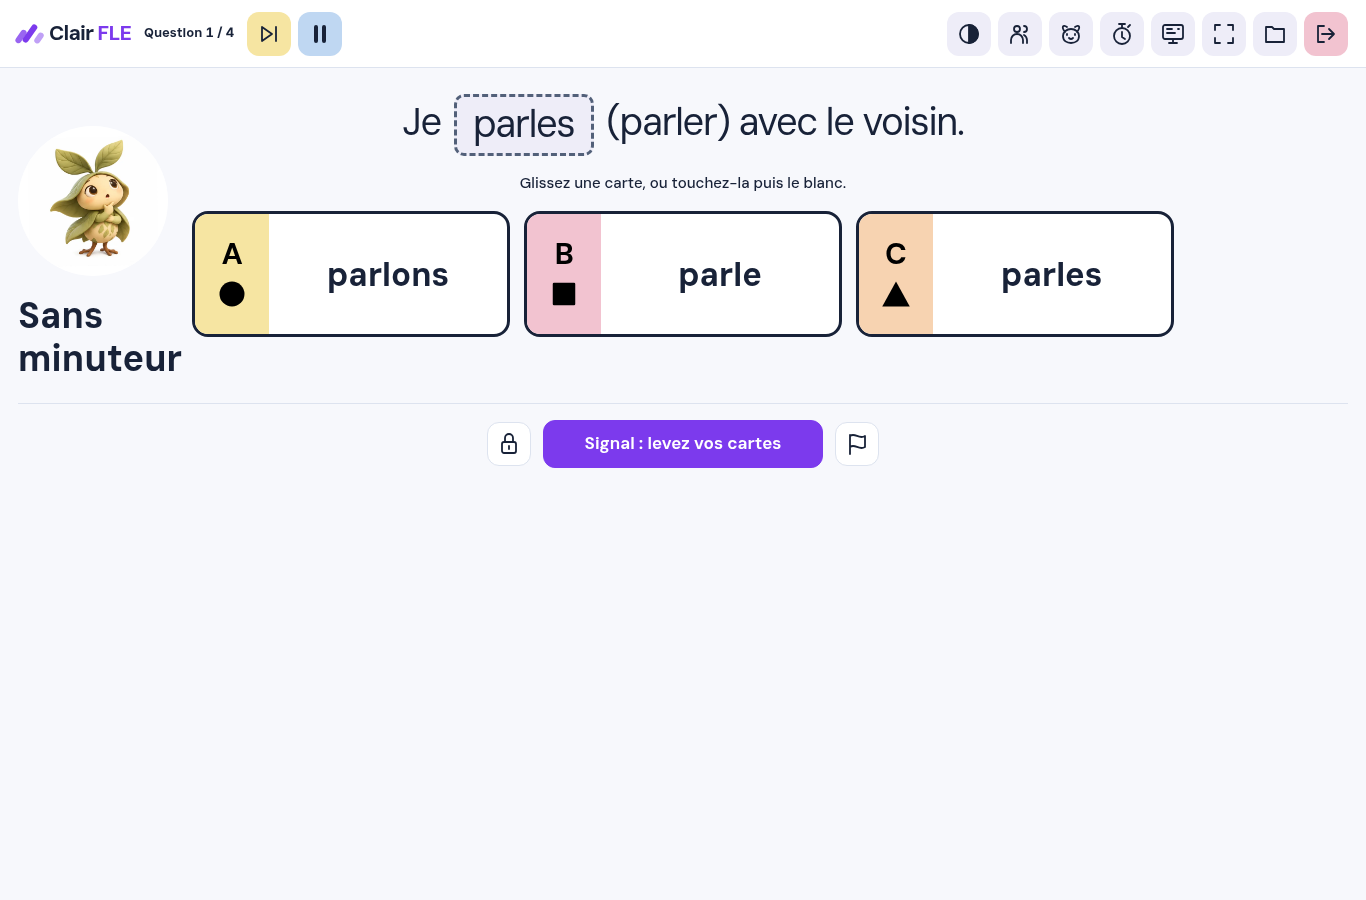 Clair FLE
Question 1 / 4
Je parles (parler) avec le voisin.
Glissez une carte, ou touchez-la puis le blanc.
A
parlons
B
parle
C
parles
Sans
minuteur
Signal : levez vos cartes